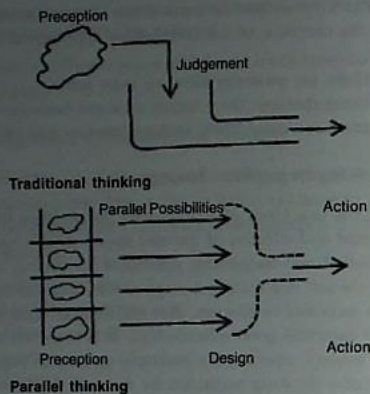 Preception
Judgement
Traditional thinking
Parallel Possibilities
Action
Preception
Design
Action
Parallel thinking